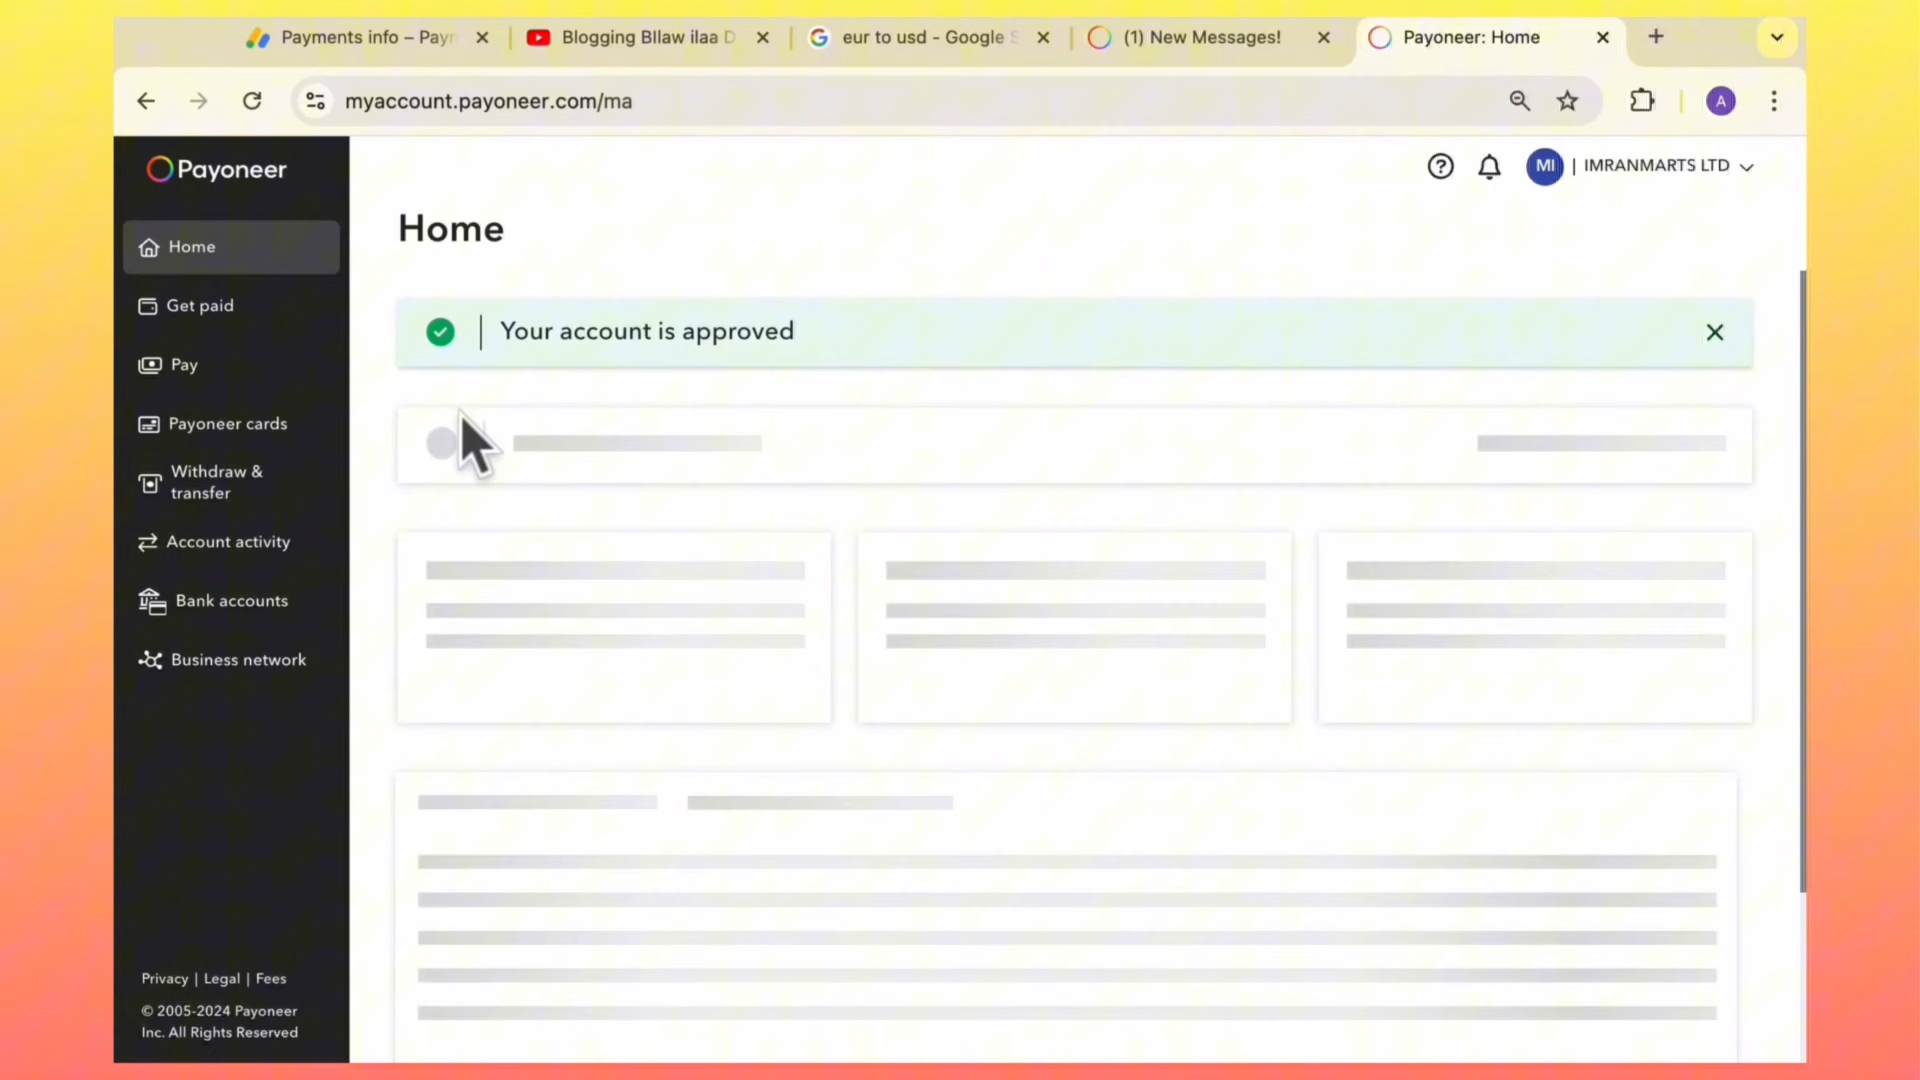 Payments info – Payn
Blogging Bllaw ilaa D
eur to usd - Google S
(1) New Messages!
Payoneer: Home
myaccount.payoneer.com/ma
A
Payoneer
MI | IMRANMARTS LTD
Home
Home
Get paid
Your account is approved
Pay
Payoneer cards
Withdraw &
transfer
Account activity
Bank accounts
Business network
Privacy | Legal | Fees
© 2005-2024 Payoneer
Inc. All Rights Reserved